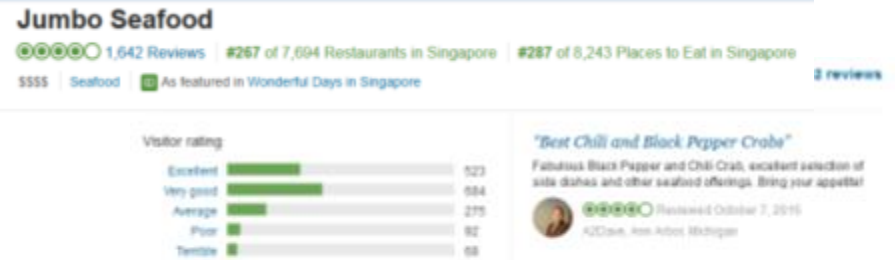 Jumbo Seafood
1,642 Reviews #267 of 7,694 Restaurants in Singapore #287 of 8,243 Places to Eat in Singapore
$$$$ Seafood As featured in Wonderful Days in Singapore
reviews
Visitor rating
Excellent 523
Very good 684
Average 275
Poor 92
Terrible 68
"Best Chili and Black Pepper Crabs"
Fabulous Black Pepper and Chili Crab, excellent selection of
side dishes and other seafood offerings. Bring your appetite!
Reviewed October 7, 2015
A2Dave, Ann Arbor, Michigan